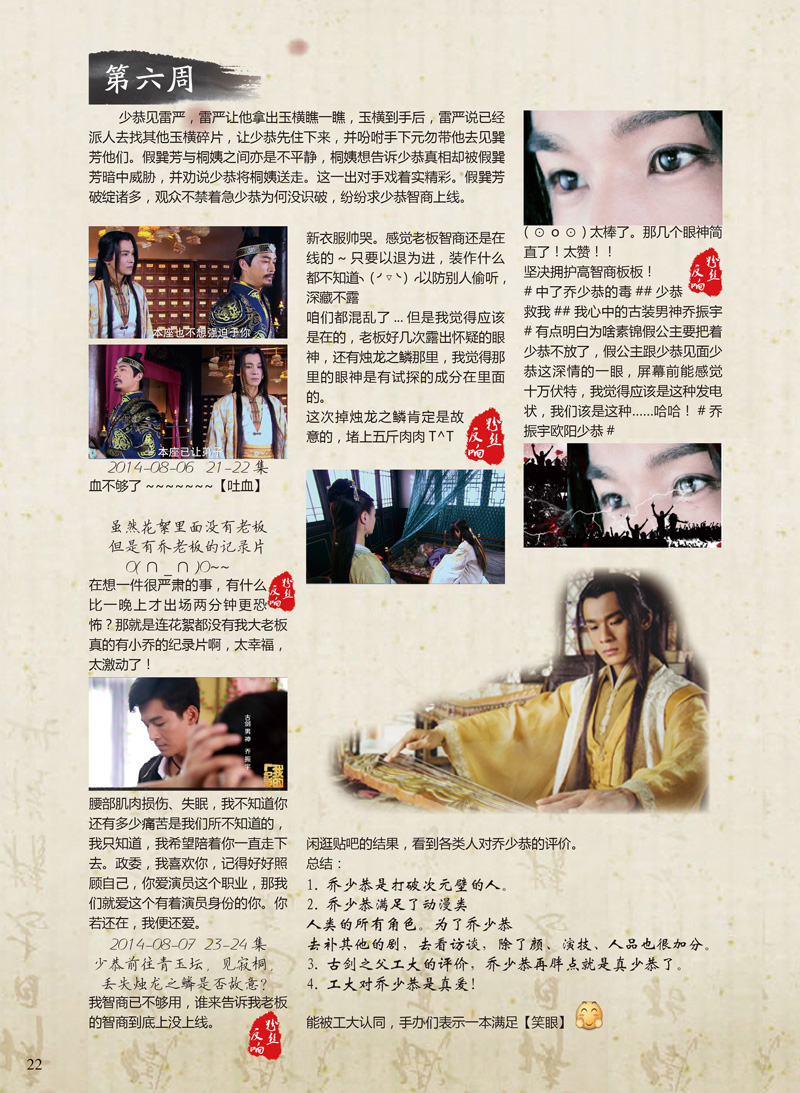 第六周
少恭见雷严，雷严让他拿出玉横瞧一瞧，玉横到手后，雷严说已经
派人去找其他玉横碎片，让少恭先住下来，并吩咐手下元勿带他去见巽
芳他们。假巽芳与桐姨之间亦是不平静，桐姨想告诉少恭真相却被假巽
芳暗中威胁，并劝说少恭将桐姨送走。这一出对手戏着实精彩。假巽芳
破绽诸多，观众不禁着急少恭为何没识破，纷纷求少恭智商上线。
本座也不想强迫于你
本座已让弟子
2014-08-06 21-22 集
血不够了 ~~~~~~~【吐血】
虽然花絮里面没有老板
但是有乔老板的记录片
O(∩_∩)O~~
在想一件很严肃的事，有什么
比一晚上才出场两分钟更恐
怖？那就是连花絮都没有我大老板
真的有小乔的纪录片啊，太幸福，
太激动了！
粉丝
反响
古剑男神 乔振宇
腰部肌肉损伤、失眠，我不知道你
还有多少痛苦是我们所不知道的，
我只知道，我希望陪着你一直走下
去。政委，我喜欢你，记得好好照
顾自己，你爱演员这个职业，那我
们就爱这个有着演员身份的你。你
若还在，我便还爱。
2014-08-07 23-24 集
少恭前往青玉坛，见寂桐，
丢失烛龙之鳞是否故意？
我智商已不够用，谁来告诉我老板
的智商到底上没上线。
粉丝
反响
新衣服帅哭。感觉老板智商还是在
线的 ~ 只要以退为进，装作什么
都不知道ヽ(ˊ▽ˋ)ノ以防别人偷听，
深藏不露
咱们都混乱了 ... 但是我觉得应该
是在的，老板好几次露出怀疑的眼
神，还有烛龙之鳞那里，我觉得那
里的眼神是有试探的成分在里面
的。
这次掉烛龙之鳞肯定是故
意的，堵上五斤肉肉 T^T
粉丝
反响
( ⊙ o ⊙ ) 太棒了。那几个眼神简
直了！太赞！！
坚决拥护高智商板板！
# 中了乔少恭的毒 ## 少恭
救我 ## 我心中的古装男神乔振宇
# 有点明白为啥素锦假公主要把着
少恭不放了，假公主跟少恭见面少
恭这深情的一眼，屏幕前能感觉
十万伏特，我觉得应该是这种发电
状，我们该是这种……哈哈！ # 乔
振宇欧阳少恭 #
粉丝
反响
闲逛贴吧的结果，看到各类人对乔少恭的评价。
总结：
1. 乔少恭是打破次元壁的人。
2. 乔少恭满足了动漫类
人类的所有角色。为了乔少恭
去补其他的剧，去看访谈，除了颜、演技、人品也很加分。
3. 古剑之父工大的评价，乔少恭再胖点就是真少恭了。
4. 工大对乔少恭是真爱！
能被工大认同，手办们表示一本满足【笑眼】
22